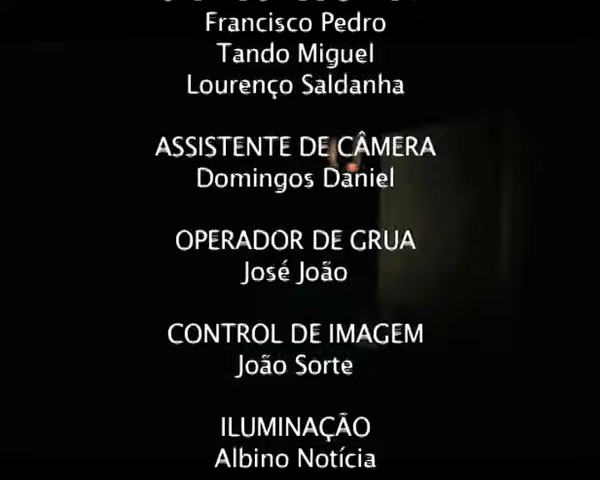 Francisco Pedro
Tando Miguel
Lourenço Saldanha
ASSISTENTE DE CÂMERA
Domingos Daniel
OPERADOR DE GRUA
José João
CONTROL DE IMAGEM
João Sorte
ILUMINAÇÃO
Albino Notícia